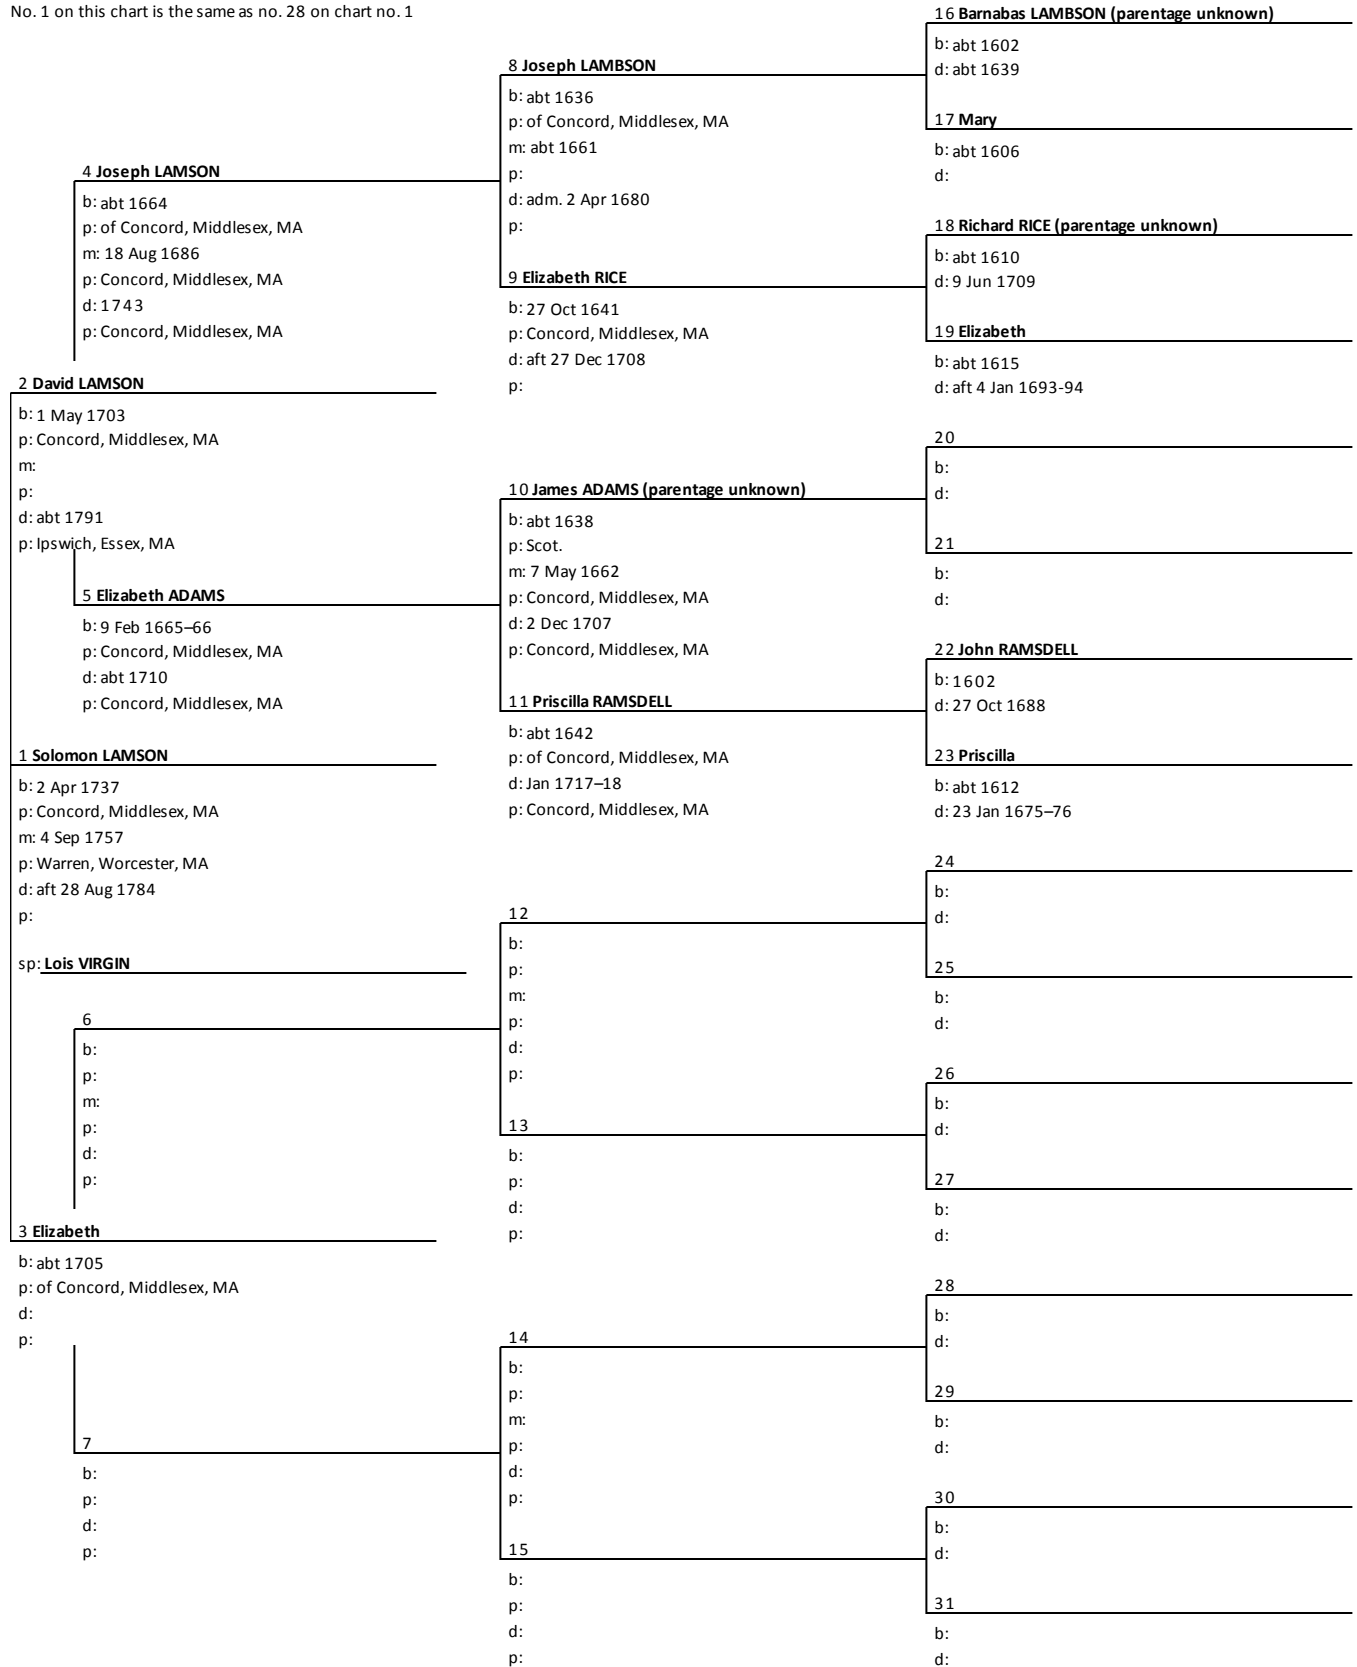 No. 1 on this chart is the same as no. 28 on chart no. 1
16 Barnabas LAMBSON (parentage unknown)
b: abt 1602
d: abt 1639
8 Joseph LAMBSON
b: abt 1636
p: of Concord, Middlesex, MA
m: abt 1661
p:
d: adm. 2 Apr 1680
p:
17 Mary
b: abt 1606
d:
4 Joseph LAMSON
b: abt 1664
p: of Concord, Middlesex, MA
m: 18 Aug 1686
p: Concord, Middlesex, MA
d: 1743
p: Concord, Middlesex, MA
18 Richard RICE (parentage unknown)
b: abt 1610
d: 9 Jun 1709
9 Elizabeth RICE
b: 27 Oct 1641
p: Concord, Middlesex, MA
d: aft 27 Dec 1708
p:
19 Elizabeth
b: abt 1615
d: aft 4 Jan 1693-94
2 David LAMSON
b: 1 May 1703
p: Concord, Middlesex, MA
m:
p:
d: abt 1791
p: Ipswich, Essex, MA
20
b:
d:
10 James ADAMS (parentage unknown)
b: abt 1638
p: Scot.
m: 7 May 1662
p: Concord, Middlesex, MA
d: 2 Dec 1707
p: Concord, Middlesex, MA
21
b:
d:
5 Elizabeth ADAMS
b: 9 Feb 1665–66
p: Concord, Middlesex, MA
d: abt 1710
p: Concord, Middlesex, MA
22 John RAMSDELL
b: 1602
d: 27 Oct 1688
11 Priscilla RAMSDELL
b: abt 1642
p: of Concord, Middlesex, MA
d: Jan 1717–18
p: Concord, Middlesex, MA
23 Priscilla
b: abt 1612
d: 23 Jan 1675–76
1 Solomon LAMSON
b: 2 Apr 1737
p: Concord, Middlesex, MA
m: 4 Sep 1757
p: Warren, Worcester, MA
d: aft 28 Aug 1784
p:
sp: Lois VIRGIN
24
b:
d:
12
b:
p:
m:
p:
d:
p:
25
b:
d:
6
b:
p:
m:
p:
d:
p:
26
b:
d:
13
b:
p:
d:
p:
27
b:
d:
3 Elizabeth
b: abt 1705
p: of Concord, Middlesex, MA
d:
p:
28
b:
d:
14
b:
p:
m:
p:
d:
p:
29
b:
d:
7
b:
p:
d:
p:
30
b:
d:
15
b:
p:
d:
p:
31
b:
d: